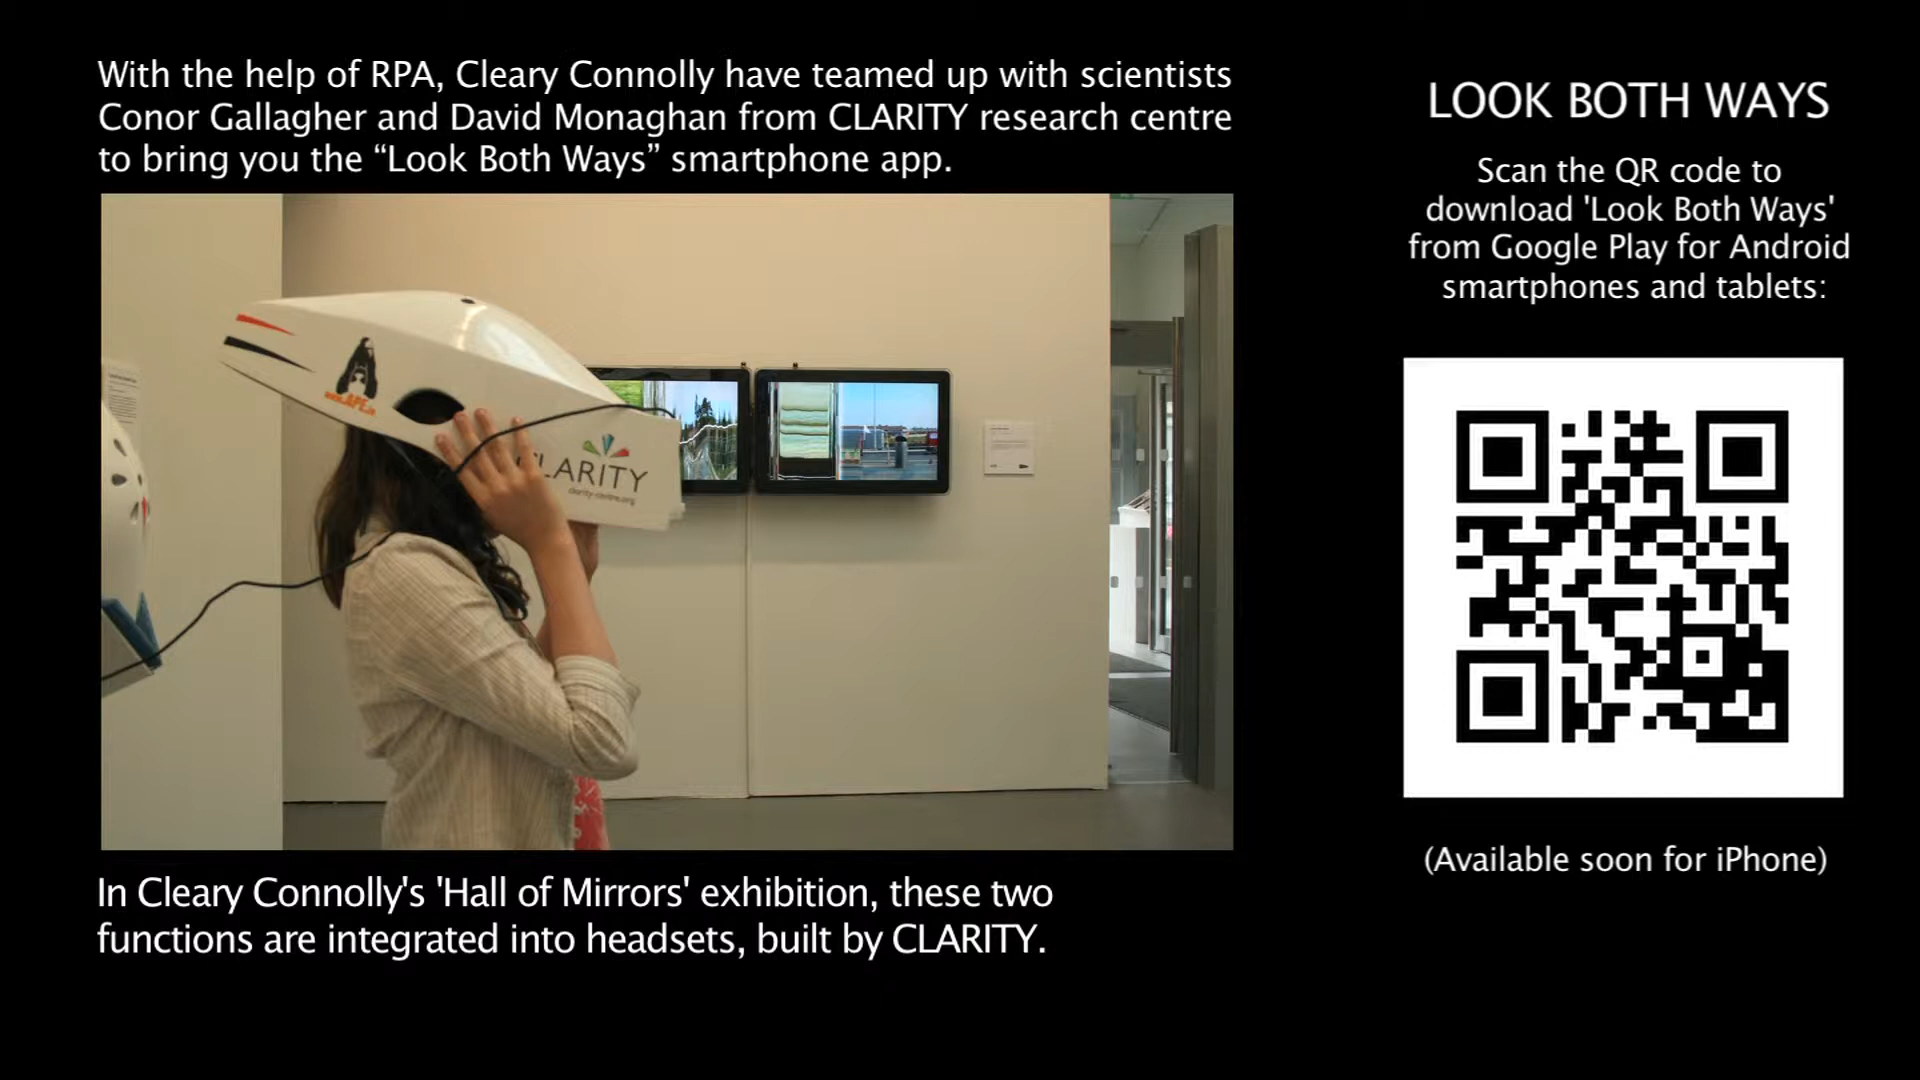 With the help of RPA, Cleary Connolly have teamed up with scientists
Conor Gallagher and David Monaghan from CLARITY research centre
to bring you the “Look Both Ways” smartphone app.
CLARITY
clarity-centre.org
In Cleary Connolly's 'Hall of Mirrors' exhibition, these two
functions are integrated into headsets, built by CLARITY.
LOOK BOTH WAYS
Scan the QR code to
download 'Look Both Ways'
from Google Play for Android
smartphones and tablets:
(Available soon for iPhone)